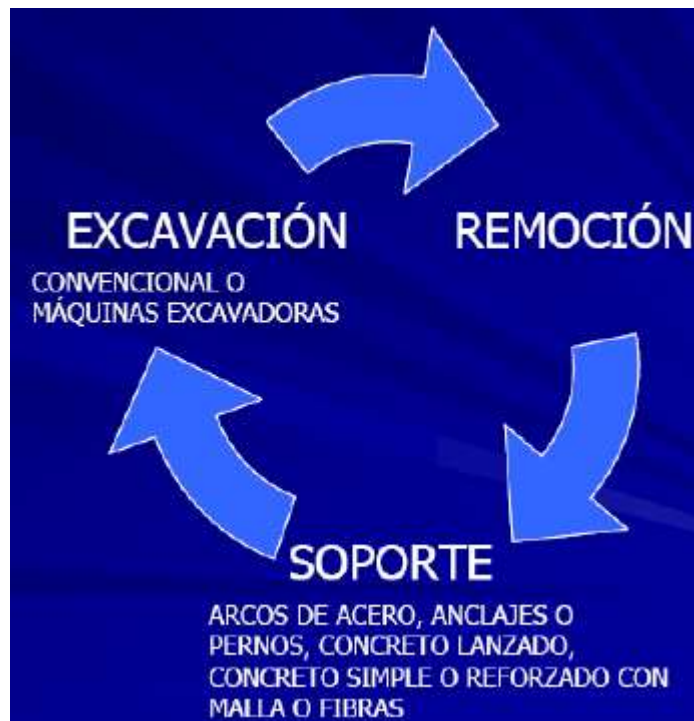 EXCAVACIÓN
CONVENCIONAL O
MÁQUINAS EXCAVADORAS
REMOCIÓN
SOPORTE
ARCOS DE ACERO, ANCLAJES O
PERNOS, CONCRETO LANZADO,
CONCRETO SIMPLE O REFORZADO CON
MALLA O FIBRAS